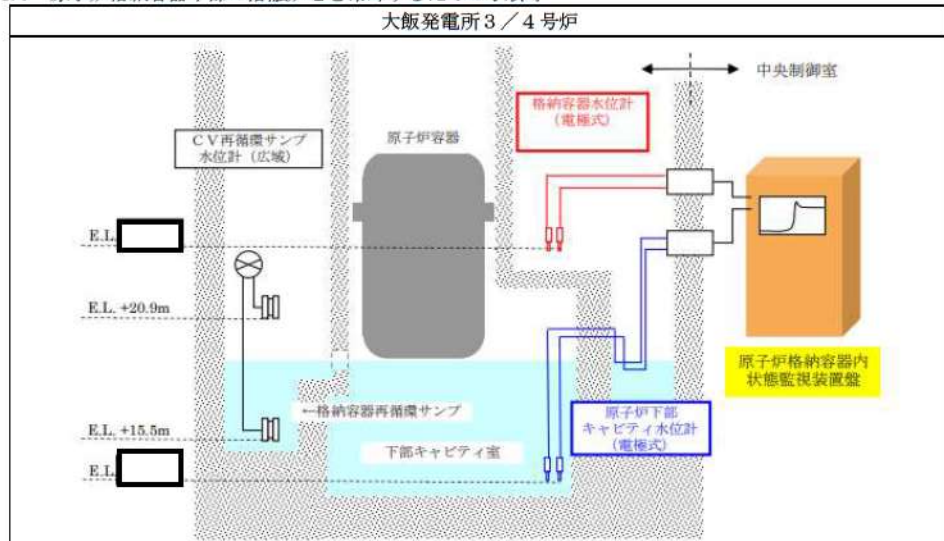 大飯発電所3／4号炉
中央制御室
格納容器水位計
(電極式)
CV再循環サンプ
水位計（広域）
原子炉容器
E.L.
E.L. +20.9m
原子炉格納容器内
状態監視装置盤
←格納容器再循環サンプ
原子炉下部
キャビティ水位計
(電極式)
E.L. +15.5m
下部キャビティ室
E.L.